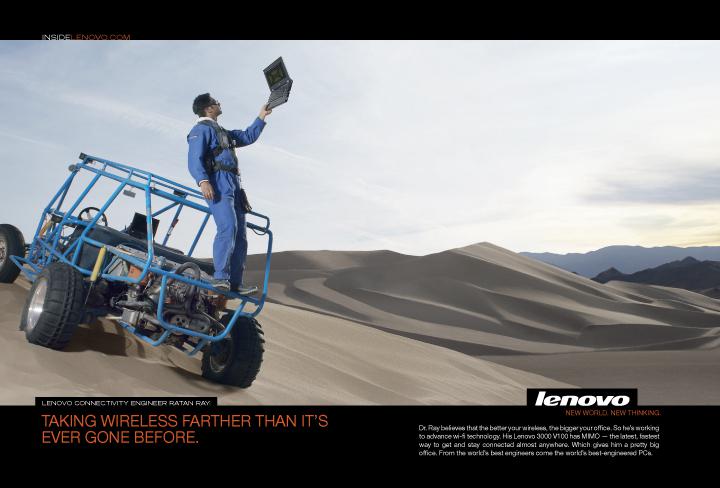 INSIDELENOVO.COM
LENOVO CONNECTIVITY ENGINEER RATAN RAY:
TAKING WIRELESS FARTHER THAN IT'S
EVER GONE BEFORE.
lenovo
NEW WORLD. NEW THINKING.
Dr. Ray believes that the better your wireless, the bigger your office. So he's working
to advance wi-fi technology. His Lenovo 3000 V100 has MIMO — the latest, fastest
way to get and stay connected almost anywhere. Which gives him a pretty big
office. From the world's best engineers come the world's best-engineered PCs.